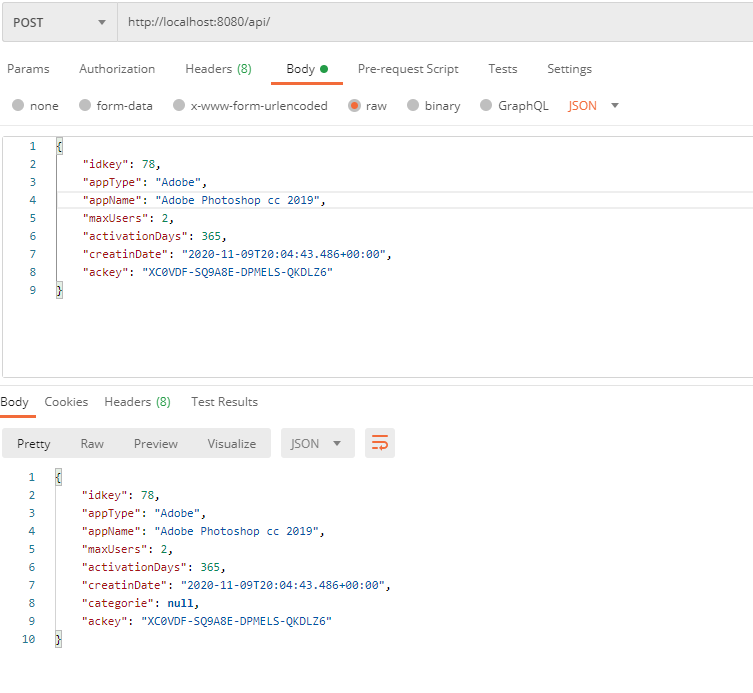 POST http://localhost:8080/api/
Params Authorization Headers (8) Body Pre-request Script Tests Settings
none form-data x-www-form-urlencoded raw binary GraphQL JSON
1 {
2 "idkey": 78,
3 "appType": "Adobe",
4 "appName": "Adobe Photoshop cc 2019",
5 "maxUsers": 2,
6 "activationDays": 365,
7 "creatinDate": "2020-11-09T20:04:43.486+00:00",
8 "ackey": "XC0VDF-SQ9A8E-DPMELS-QKDLZ6"
9 }
Body Cookies Headers (8) Test Results
Pretty Raw Preview Visualize JSON
1 {
2 "idkey": 78,
3 "appType": "Adobe",
4 "appName": "Adobe Photoshop cc 2019",
5 "maxUsers": 2,
6 "activationDays": 365,
7 "creatinDate": "2020-11-09T20:04:43.486+00:00",
8 "categorie": null,
9 "ackey": "XC0VDF-SQ9A8E-DPMELS-QKDLZ6"
10 }